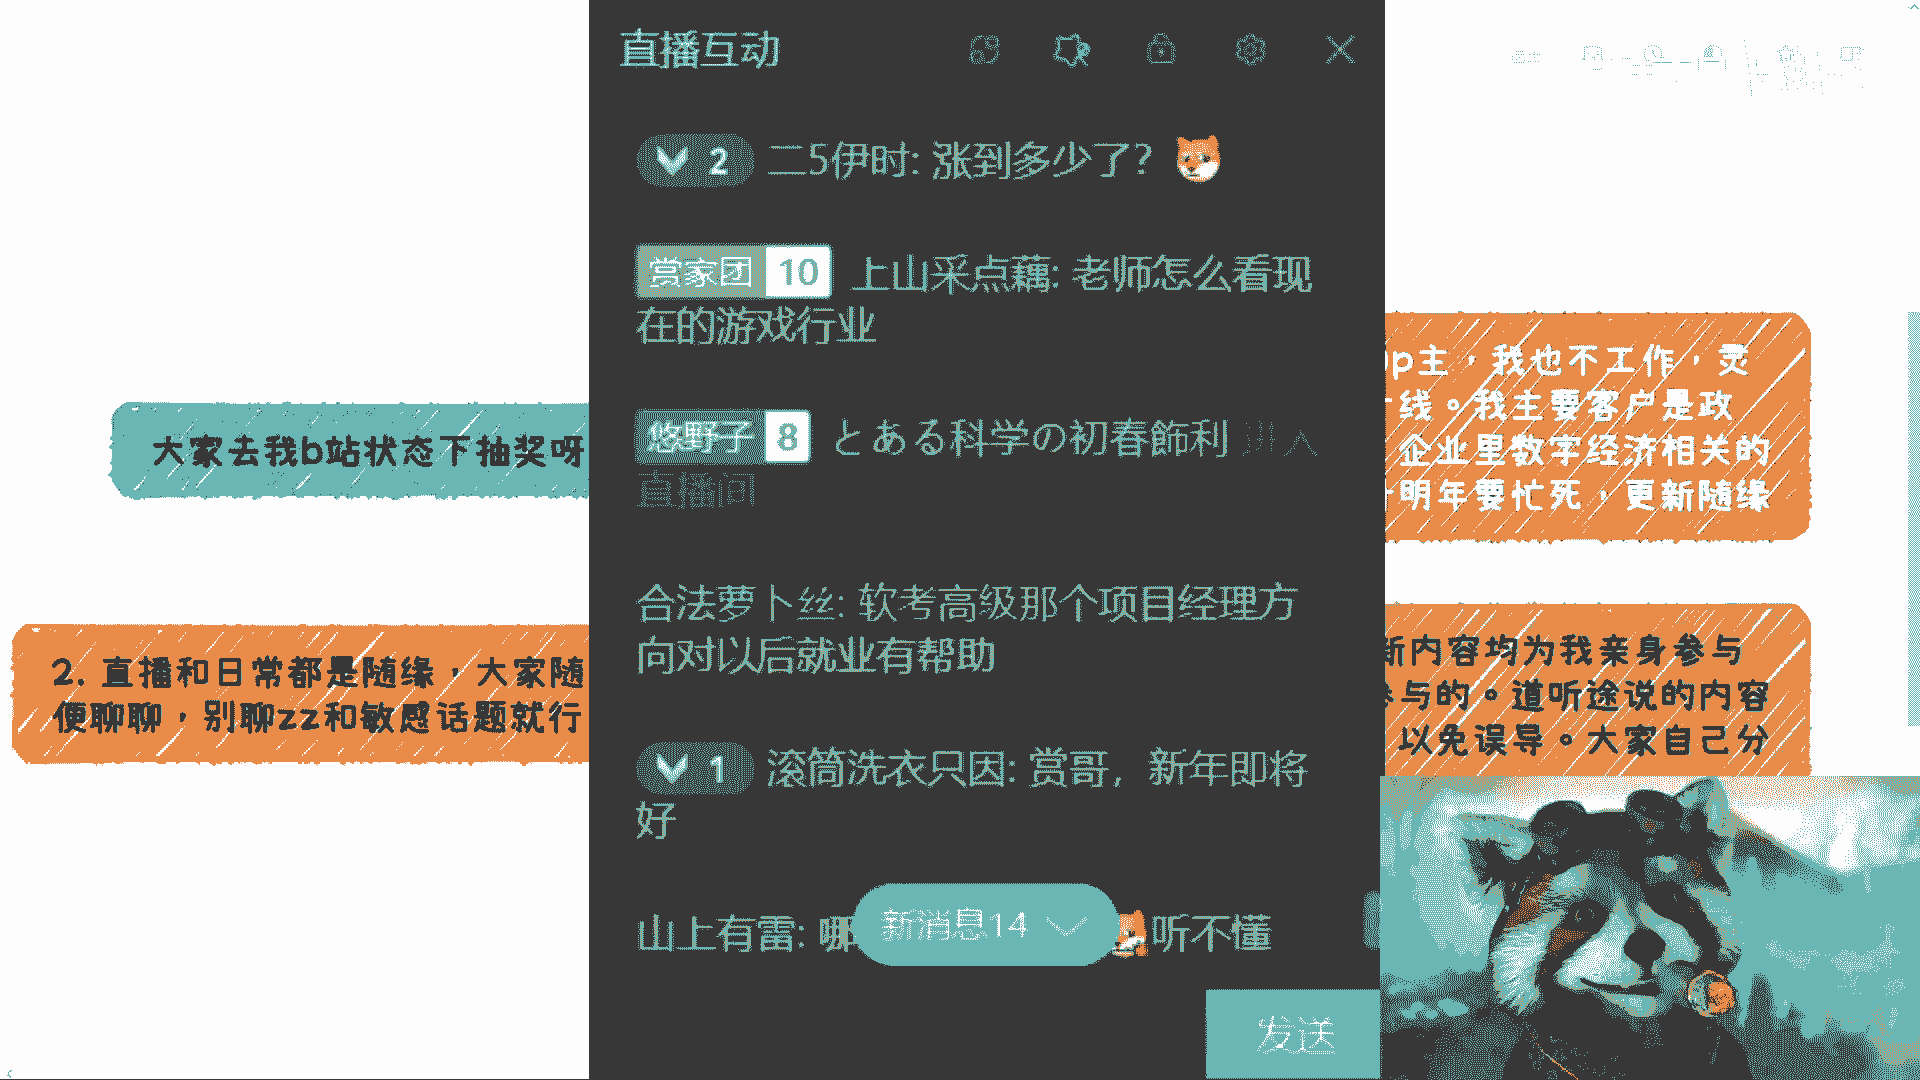 直播互动
2 二5伊时: 涨到多少了?
赏家团 10 上山采点藕: 老师怎么看现
在的游戏行业
悠野子 8 とある科学の初春飾利 进入
直播间
合法萝卜丝: 软考高级那个项目经理方
向对以后就业有帮助
1 滚筒洗衣只因: 赏哥，新年即将
好
山上有雷: 哪
听不懂
新消息14
发送
大家去我b站状态下抽奖呀
2. 直播和日常都是随缘，大家随
便聊聊，别聊zz和敏感话题就行
p主，我也不工作，灵
线。我主要客户是政
企业里数字经济相关的
明年要忙死，更新随缘
新内容均为我亲身参与
参与的。道听途说的内容
以免误导。大家自己分